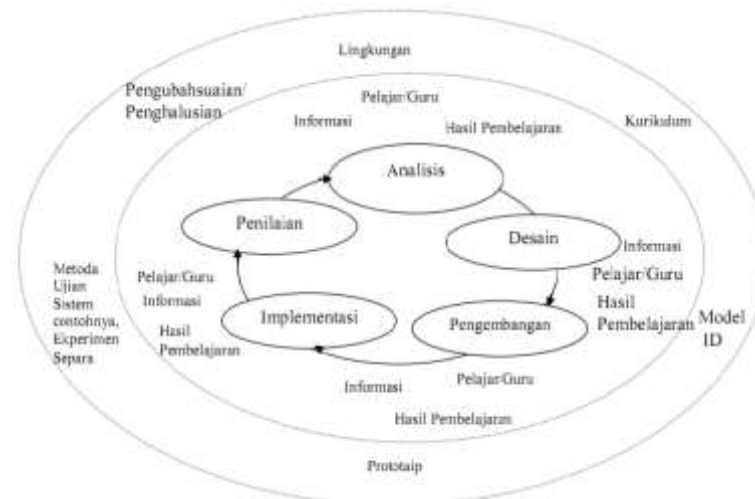 Lingkungan
Pengubahsuaian/
Penghalusian
Pelajar/Guru
Informasi
Hasil Pembelajaran
Kurikulum
Analisis
Penilaian
Desain
Informasi
Pelajar/Guru
Hasil
Pembelajaran
Model
ID
Metoda
Ujian
Sistem
contohnya,
Ekperimen
Separa
Pelajar/Guru
Informasi
Hasil
Pembelajaran
Implementasi
Pengembangan
Informasi
Pelajar/Guru
Hasil Pembelajaran
Prototaip